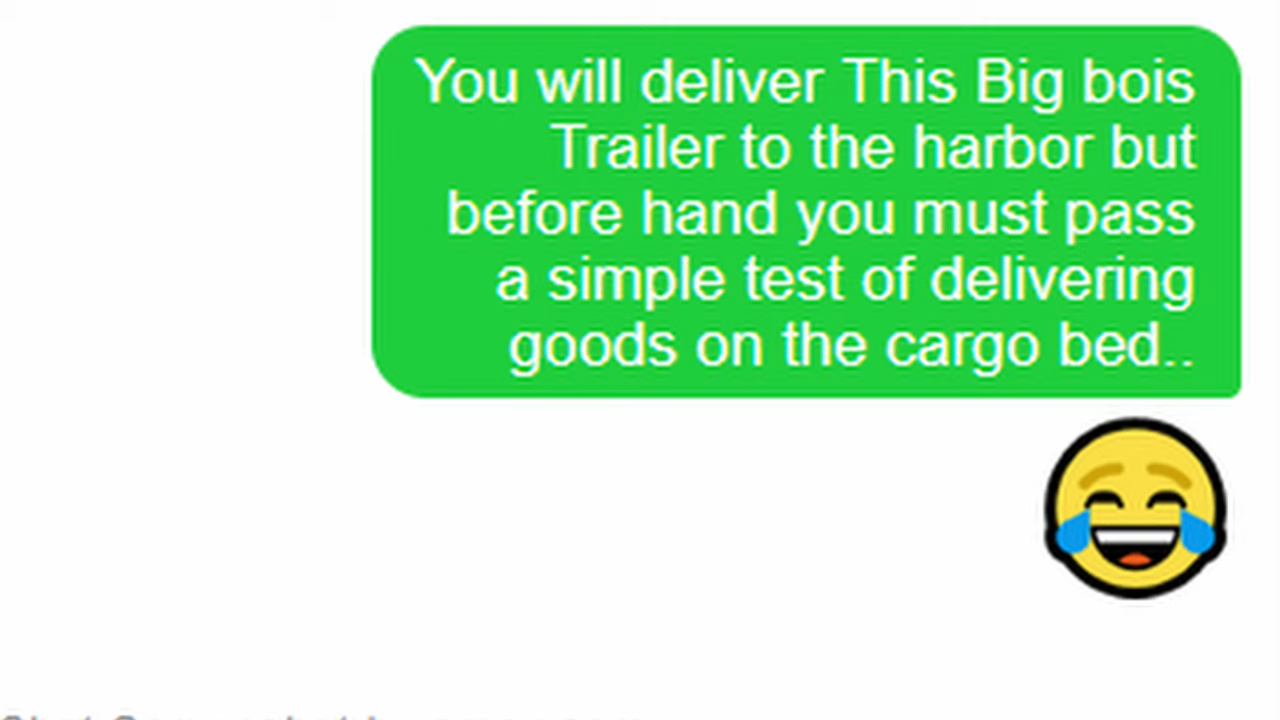 You will deliver This Big bois
Trailer to the harbor but
before hand you must pass
a simple test of delivering
goods on the cargo bed..